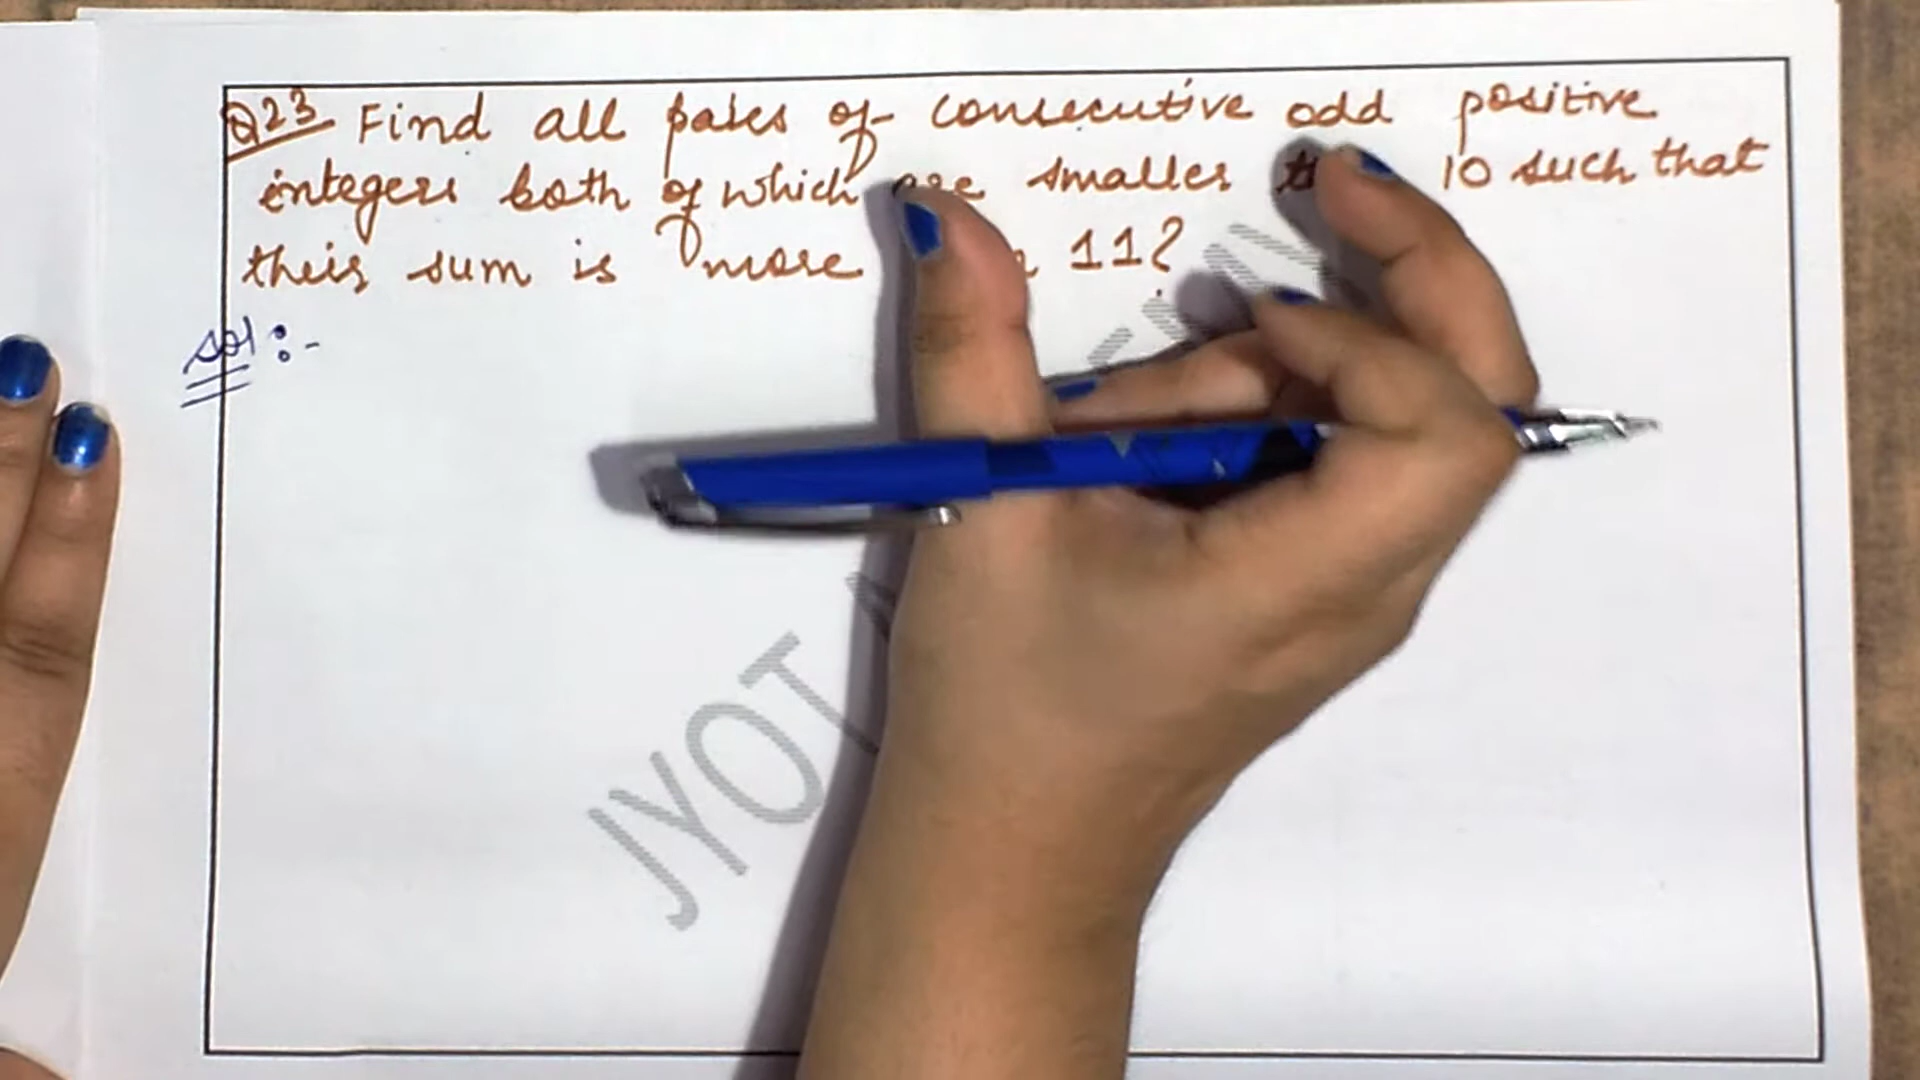 Q23 Find all pairs of consecutive odd positive
integers both of which are smaller 10 such that
their sum is more 11?
Sol:-
JYOT